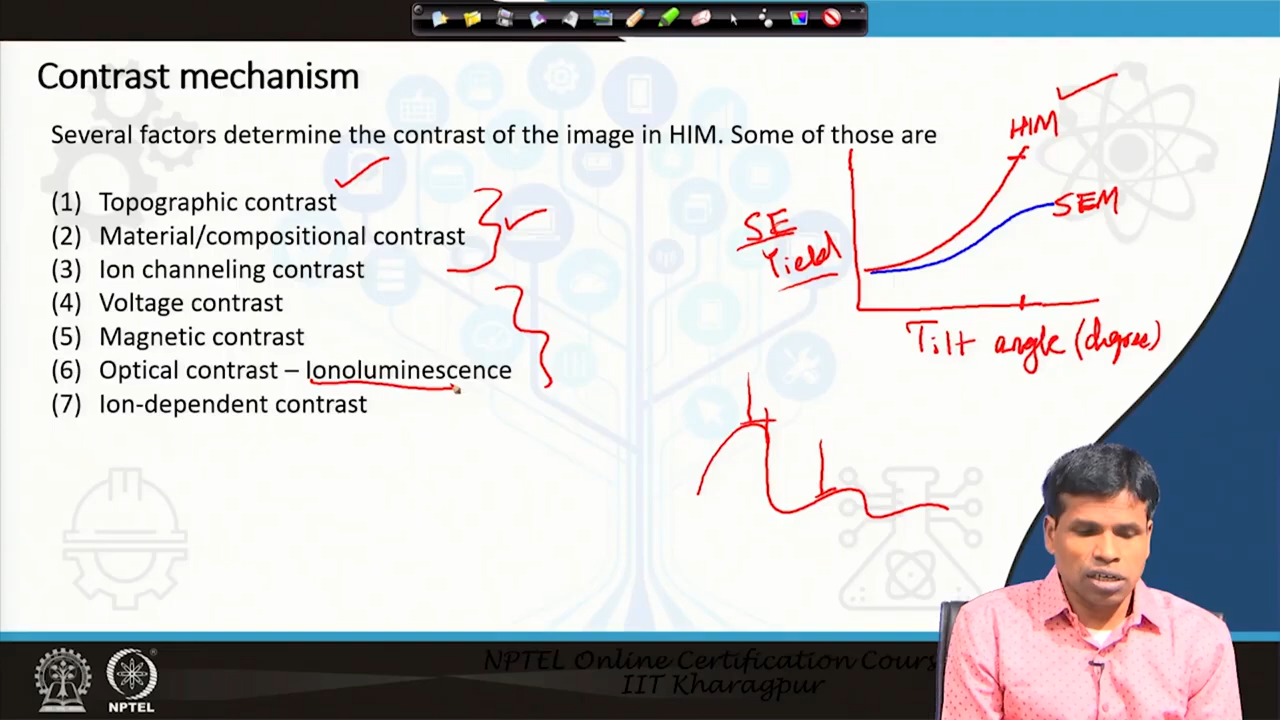 Contrast mechanism
Several factors determine the contrast of the image in HIM. Some of those are
(1) Topographic contrast
(2) Material/compositional contrast
(3) Ion channeling contrast
(4) Voltage contrast
(5) Magnetic contrast
(6) Optical contrast – Ionoluminescence
(7) Ion-dependent contrast
HIM
SEM
SE
Yield
Tilt angle (degree)
NPTEL
NPTEL Online Certification Cours
IIT Kharagpur